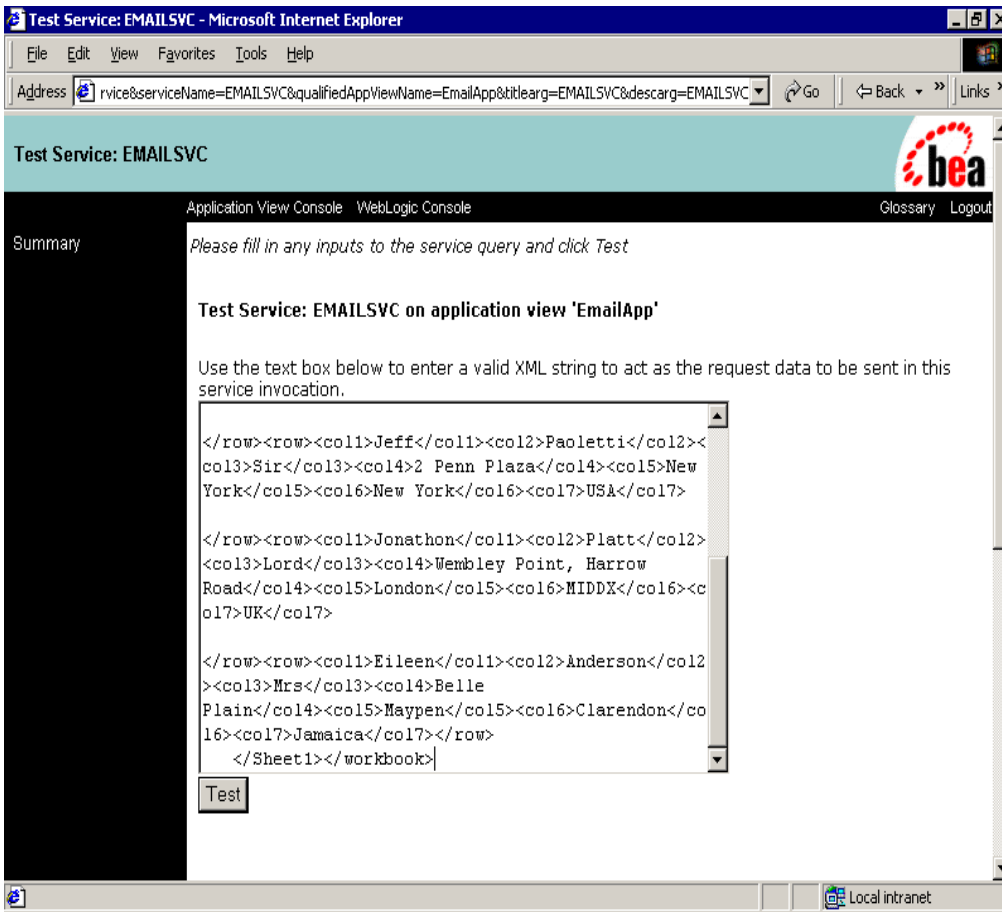 Test Service: EMAILSVC - Microsoft Internet Explorer
File Edit View Favorites Tools Help
Address rvice&serviceName=EMAILSVC&qualifiedAppViewName=EmailApp&titlearg=EMAILSVC&descarg=EMAILSVC Go Back » Links »
Test Service: EMAILSVC
bea
Application View Console WebLogic Console Glossary Logout
Summary
Please fill in any inputs to the service query and click Test
Test Service: EMAILSVC on application view 'EmailApp'
Use the text box below to enter a valid XML string to act as the request data to be sent in this
service invocation.
</row><row><col1>Jeff</col1><col2>Paoletti</col2><
col3>Sir</col3><col4>2 Penn Plaza</col4><col5>New
York</col5><col6>New York</col6><col7>USA</col7>
</row><row><col1>Jonathon</col1><col2>Platt</col2>
<col3>Lord</col3><col4>Wembley Point, Harrow
Road</col4><col5>London</col5><col6>MIDDX</col6><c
ol7>UK</col7>
</row><row><col1>Eileen</col1><col2>Anderson</col2
><col3>Mrs</col3><col4>Belle
Plain</col4><col5>Maypen</col5><col6>Clarendon</co
l6><col7>Jamaica</col7></row>
</Sheet1></workbook>
Test
Local intranet